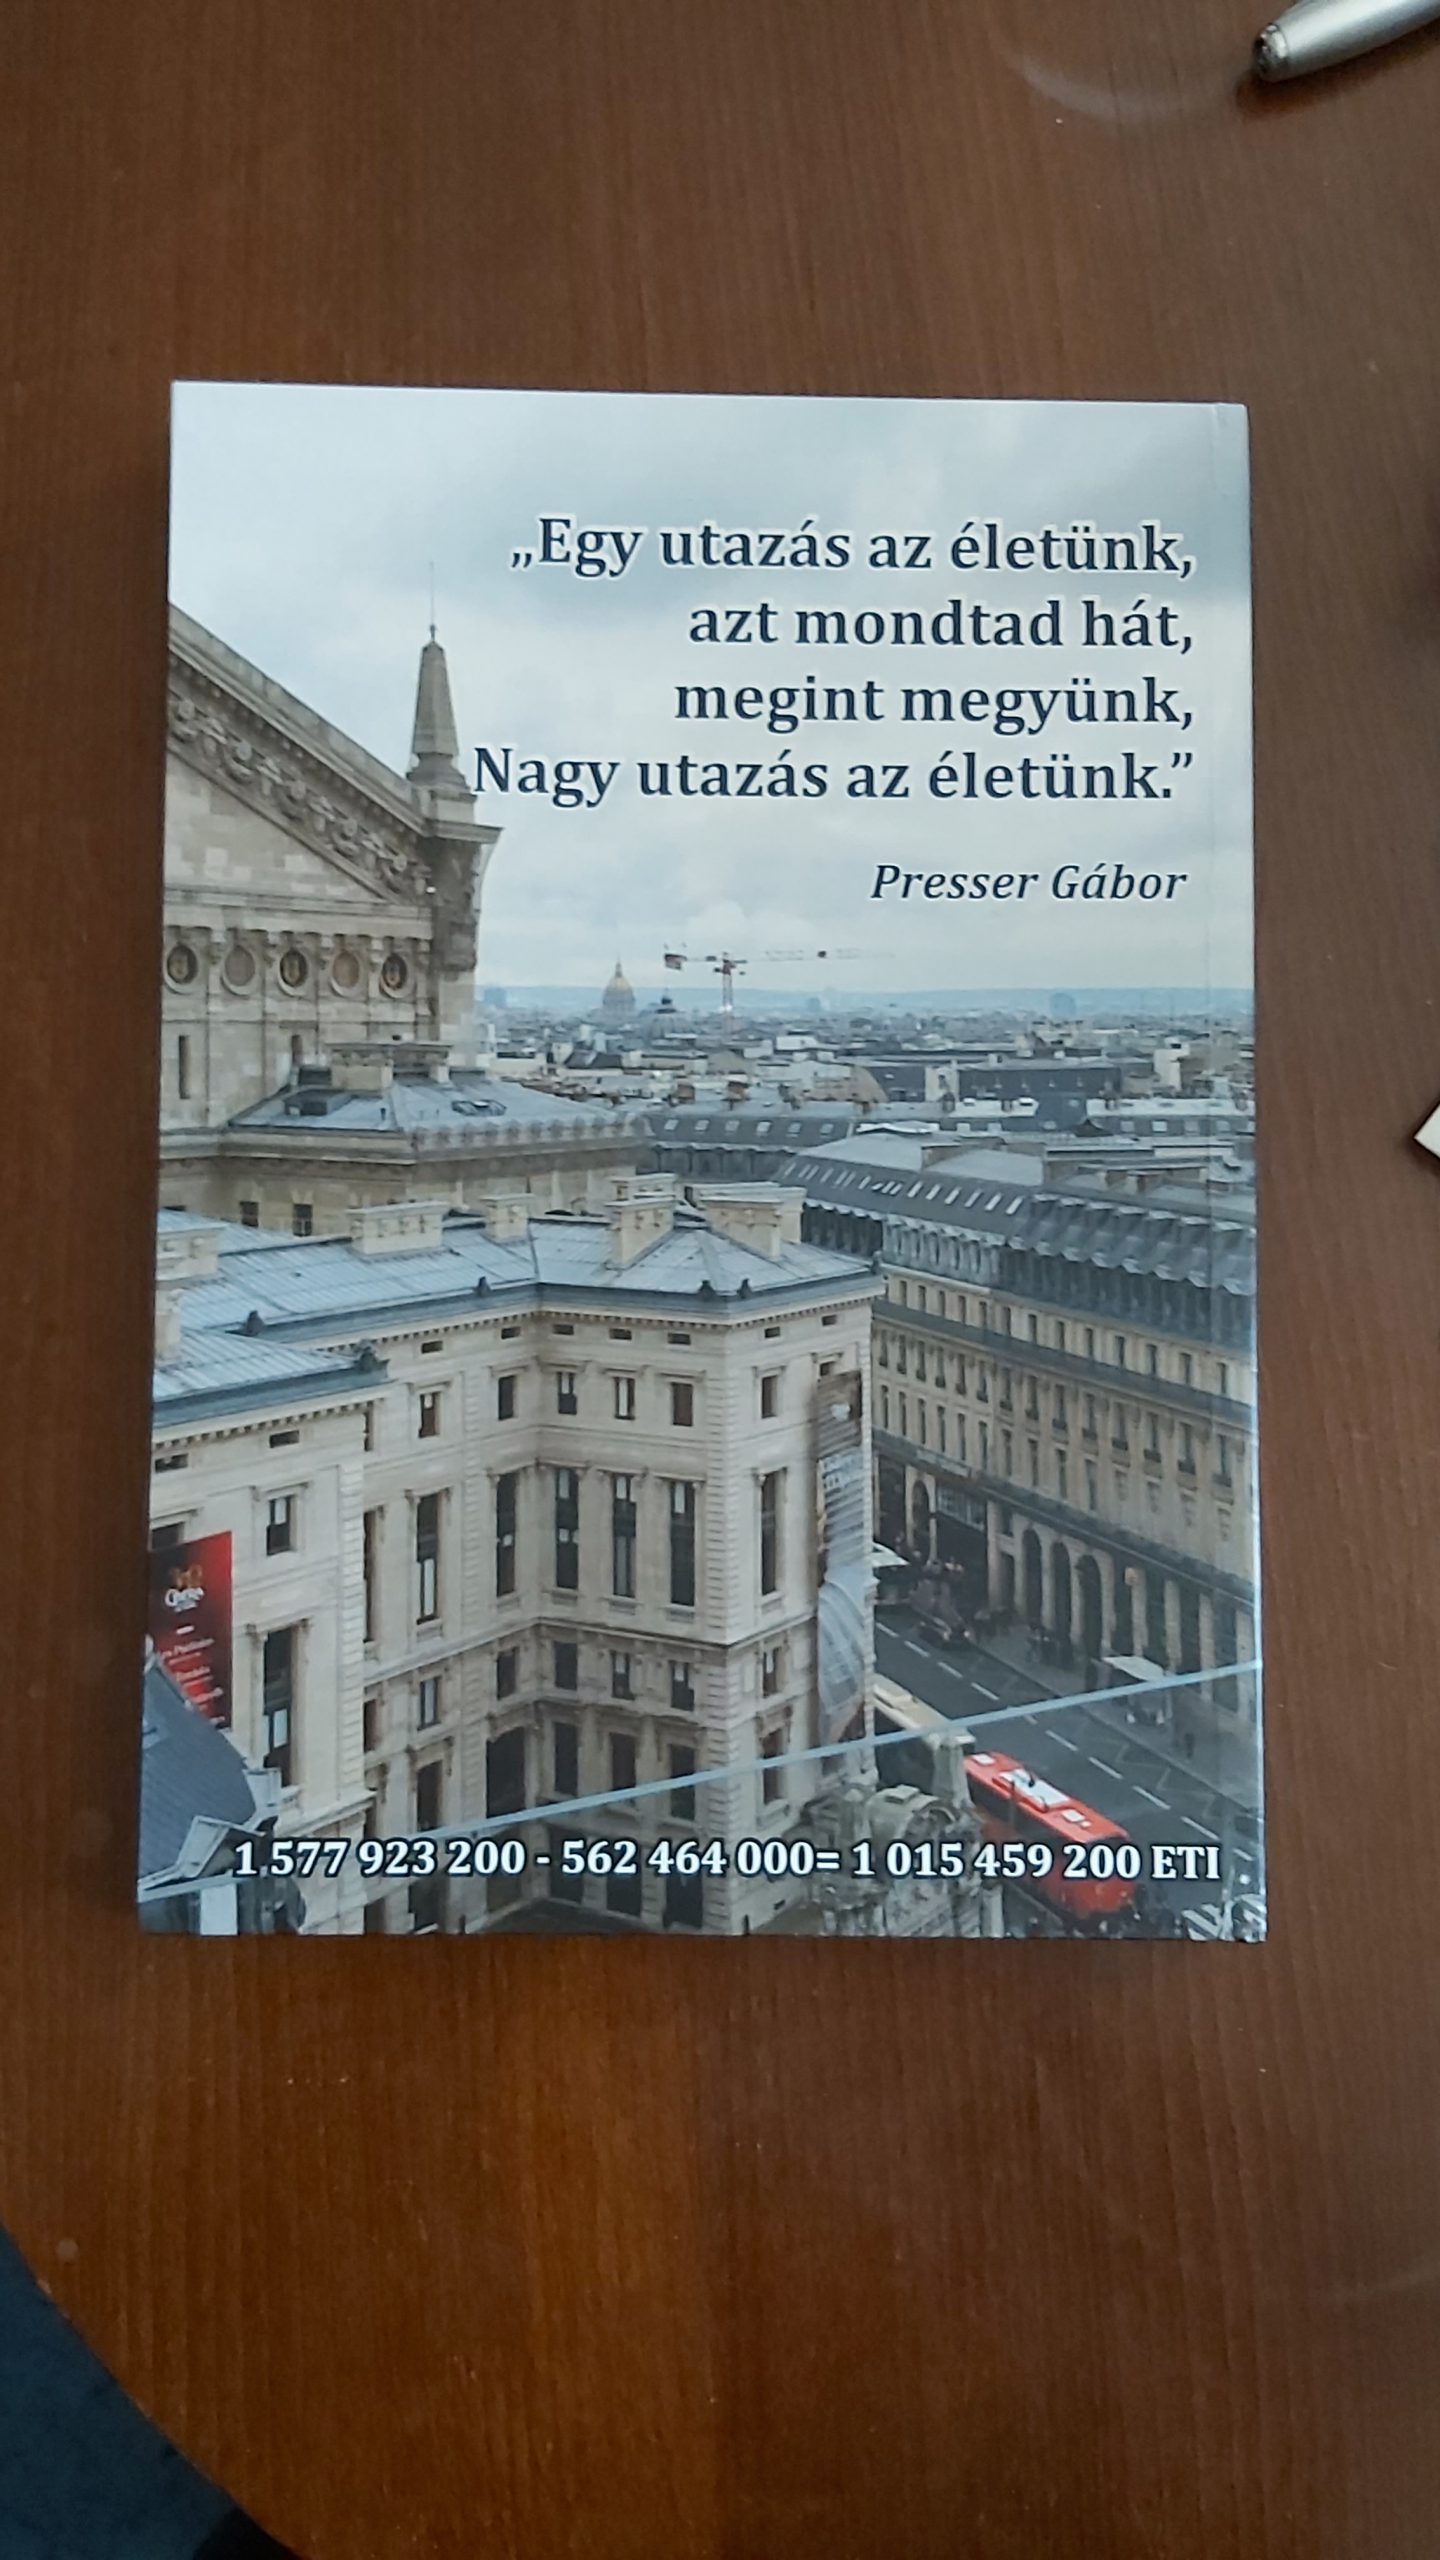 „Egy utazás az életünk,
azt mondtad hát,
megint megyünk,
Nagy utazás az életünk.”
Presser Gábor
1.577 923 200 - 562 464 000= 1 015 459 200 ETI